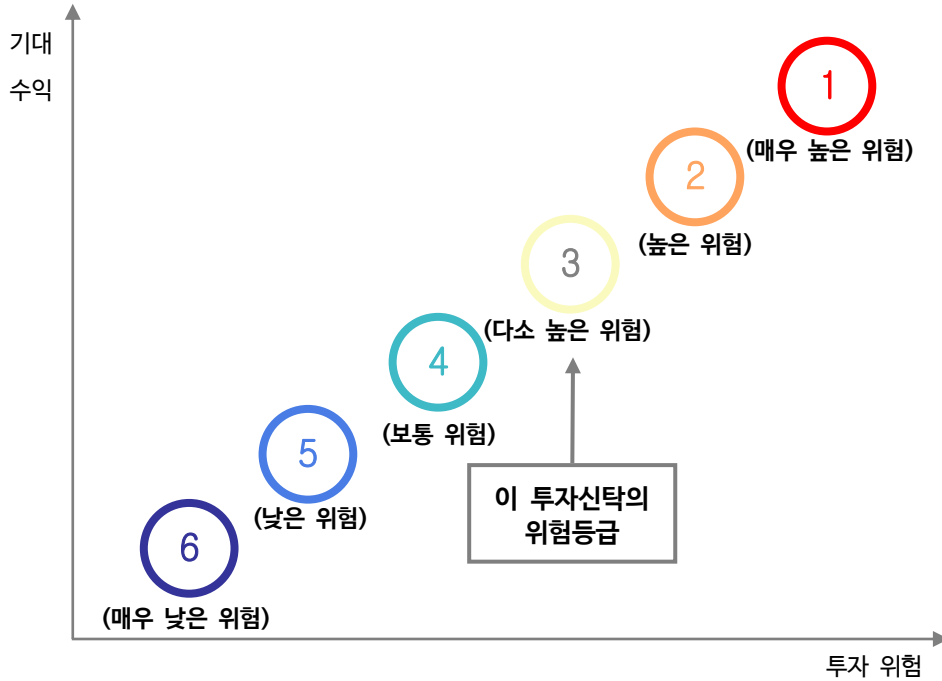 기대
수익
1
(매우 높은 위험)
2
(높은 위험)
3
(다소 높은 위험)
4
(보통 위험)
5
(낮은 위험)
6
(매우 낮은 위험)
이 투자신탁의
위험등급
투자 위험